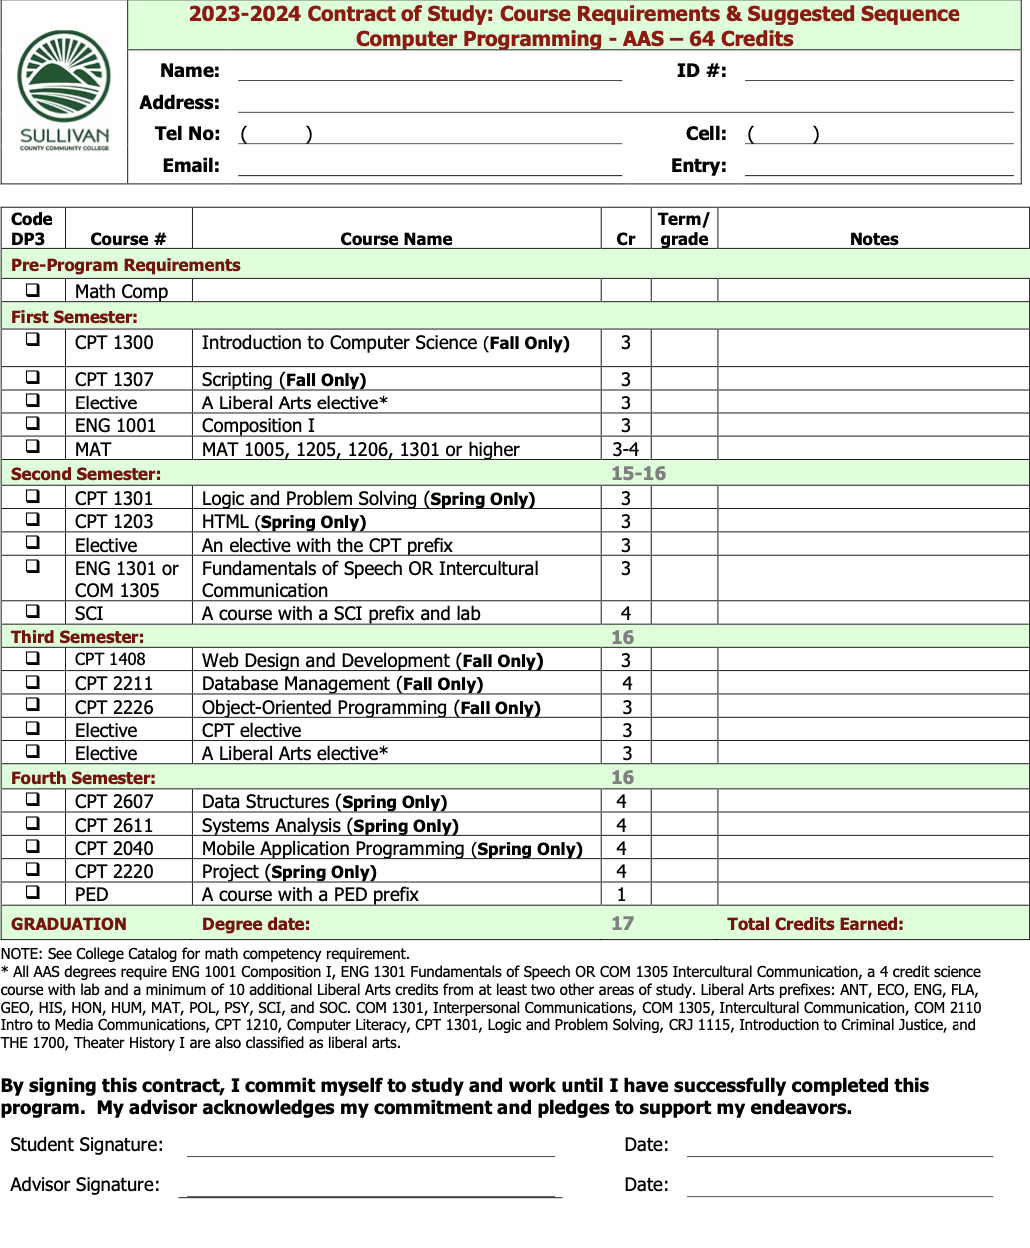 2023-2024 Contract of Study: Course Requirements & Suggested Sequence
Computer Programming - AAS – 64 Credits
SULLIVAN
COUNTY COMMUNITY COLLEGE
Name: ID #:
Address:
Tel No: ( ) Cell: ( )
Email: Entry:
Code DP3 Course # Course Name Cr Term/ grade Notes
Pre-Program Requirements
❑ Math Comp
First Semester:
❑ CPT 1300 Introduction to Computer Science (Fall Only) 3
❑ CPT 1307 Scripting (Fall Only) 3
❑ Elective A Liberal Arts elective* 3
❑ ENG 1001 Composition I 3
❑ MAT MAT 1005, 1205, 1206, 1301 or higher 3-4
Second Semester: 15-16
❑ CPT 1301 Logic and Problem Solving (Spring Only) 3
❑ CPT 1203 HTML (Spring Only) 3
❑ Elective An elective with the CPT prefix 3
❑ ENG 1301 or COM 1305 Fundamentals of Speech OR Intercultural Communication 3
❑ SCI A course with a SCI prefix and lab 4
Third Semester: 16
❑ CPT 1408 Web Design and Development (Fall Only) 3
❑ CPT 2211 Database Management (Fall Only) 4
❑ CPT 2226 Object-Oriented Programming (Fall Only) 3
❑ Elective CPT elective 3
❑ Elective A Liberal Arts elective* 3
Fourth Semester: 16
❑ CPT 2607 Data Structures (Spring Only) 4
❑ CPT 2611 Systems Analysis (Spring Only) 4
❑ CPT 2040 Mobile Application Programming (Spring Only) 4
❑ CPT 2220 Project (Spring Only) 4
❑ PED A course with a PED prefix 1
GRADUATION Degree date: 17 Total Credits Earned:
NOTE: See College Catalog for math competency requirement.
* All AAS degrees require ENG 1001 Composition I, ENG 1301 Fundamentals of Speech OR COM 1305 Intercultural Communication, a 4 credit science
course with lab and a minimum of 10 additional Liberal Arts credits from at least two other areas of study. Liberal Arts prefixes: ANT, ECO, ENG, FLA,
GEO, HIS, HON, HUM, MAT, POL, PSY, SCI, and SOC. COM 1301, Interpersonal Communications, COM 1305, Intercultural Communication, COM 2110
Intro to Media Communications, CPT 1210, Computer Literacy, CPT 1301, Logic and Problem Solving, CRJ 1115, Introduction to Criminal Justice, and
THE 1700, Theater History I are also classified as liberal arts.
By signing this contract, I commit myself to study and work until I have successfully completed this
program. My advisor acknowledges my commitment and pledges to support my endeavors.
Student Signature: Date:
Advisor Signature: Date: